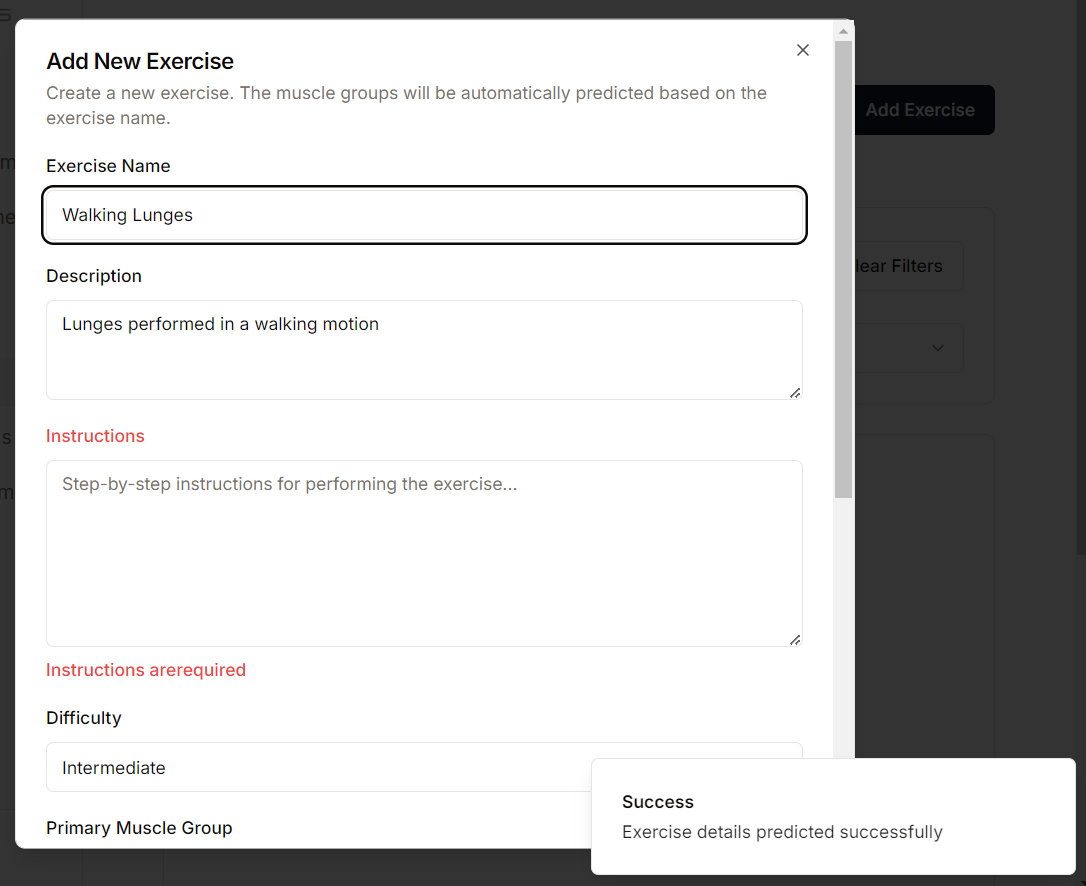 Add New Exercise
Create a new exercise. The muscle groups will be automatically predicted based on the
exercise name.
Add Exercise
Exercise Name
Walking Lunges
Description
lear Filters
Lunges performed in a walking motion
Instructions
Step-by-step instructions for performing the exercise...
Instructions arerequired
Difficulty
Intermediate
Success
Primary Muscle Group
Exercise details predicted successfully